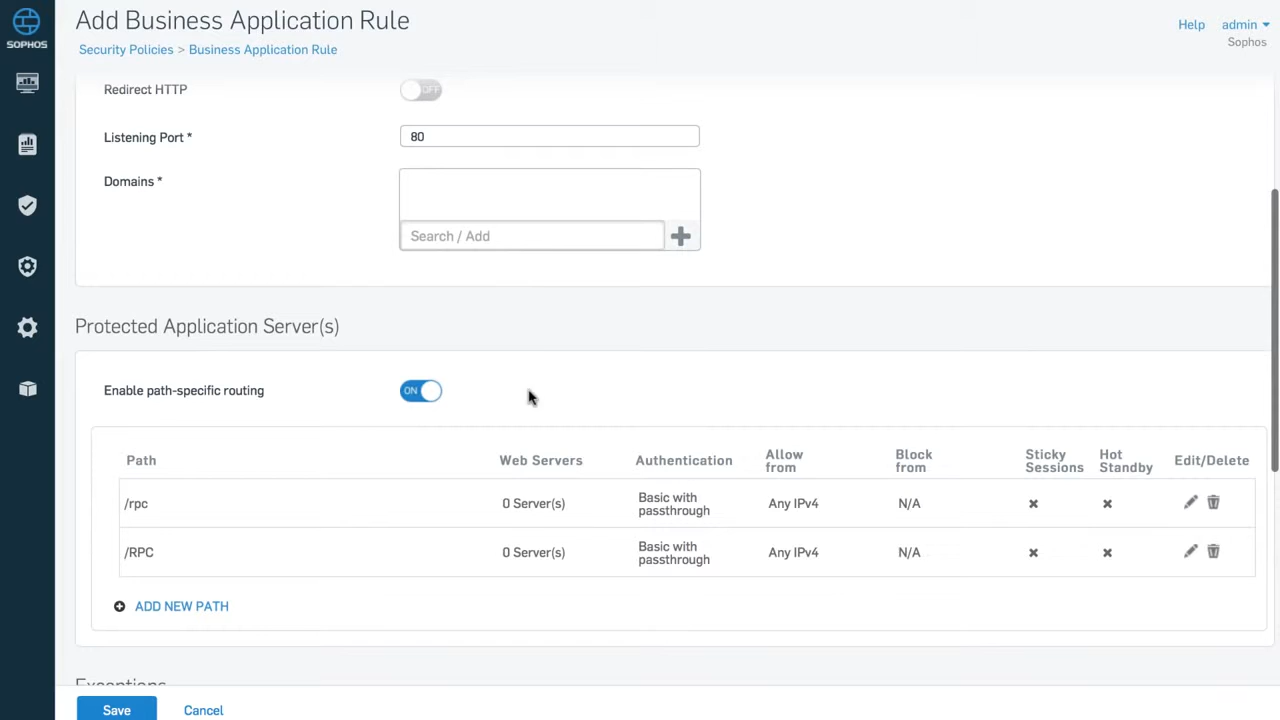 SOPHOS
Add Business Application Rule
Security Policies > Business Application Rule
Help admin
Sophos
Redirect HTTP OFF
Listening Port * 80
Domains *
Search / Add
Protected Application Server(s)
Enable path-specific routing ON
Path Web Servers Authentication Allow from Block from Sticky Sessions Hot Standby Edit/Delete
/rpc 0 Server(s) Basic with passthrough Any IPv4 N/A
/RPC 0 Server(s) Basic with passthrough Any IPv4 N/A
ADD NEW PATH
Exceptions
Save Cancel